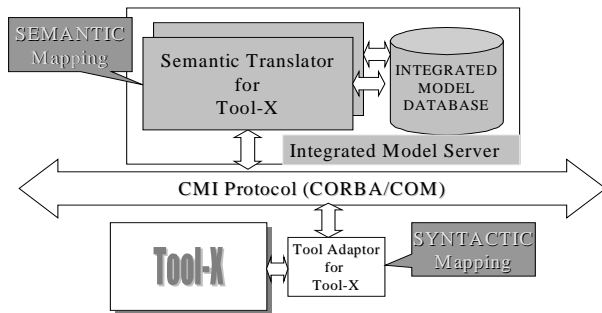 SEMANTIC
Mapping
Semantic Translator
for
Tool-X
INTEGRATED
MODEL
DATABASE
Integrated Model Server
CMI Protocol (CORBA/COM)
Tool-X
Tool Adaptor
for
Tool-X
SYNTACTIC
Mapping